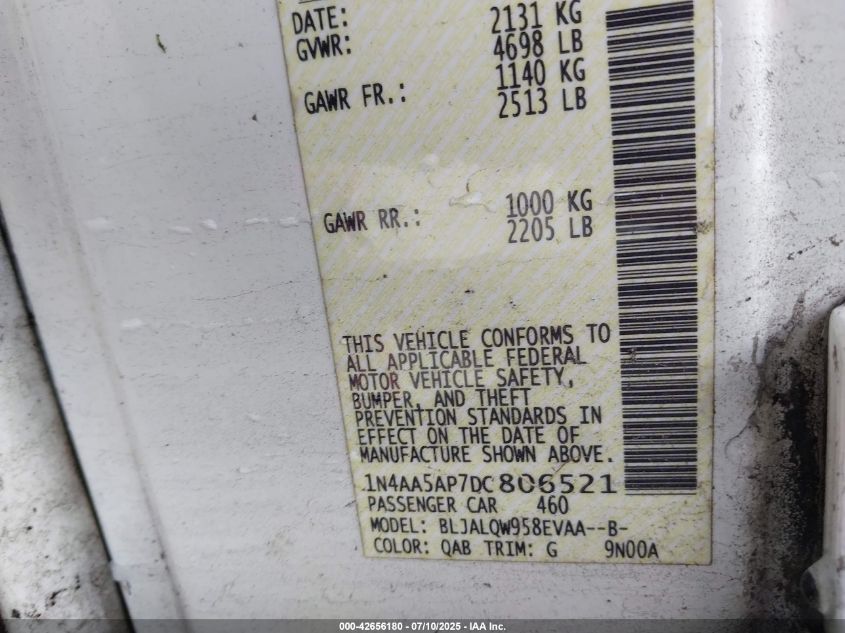 DATE: 2131 KG
GVWR: 4698 LB
1140 KG
GAWR FR.: 2513 LB
1000 KG
GAWR RR.: 2205 LB
THIS VEHICLE CONFORMS TO
ALL APPLICABLE FEDERAL
MOTOR VEHICLE SAFETY,
BUMPER, AND THEFT
PREVENTION STANDARDS IN
EFFECT ON THE DATE OF
MANUFACTURE SHOWN ABOVE.
1N4AA5AP7DC806521
PASSENGER CAR 460
MODEL: BLJALQW958EVAA--B-
COLOR: QAB TRIM: G 9N00A
000-42656180 - 07/10/2025 - IAA Inc.